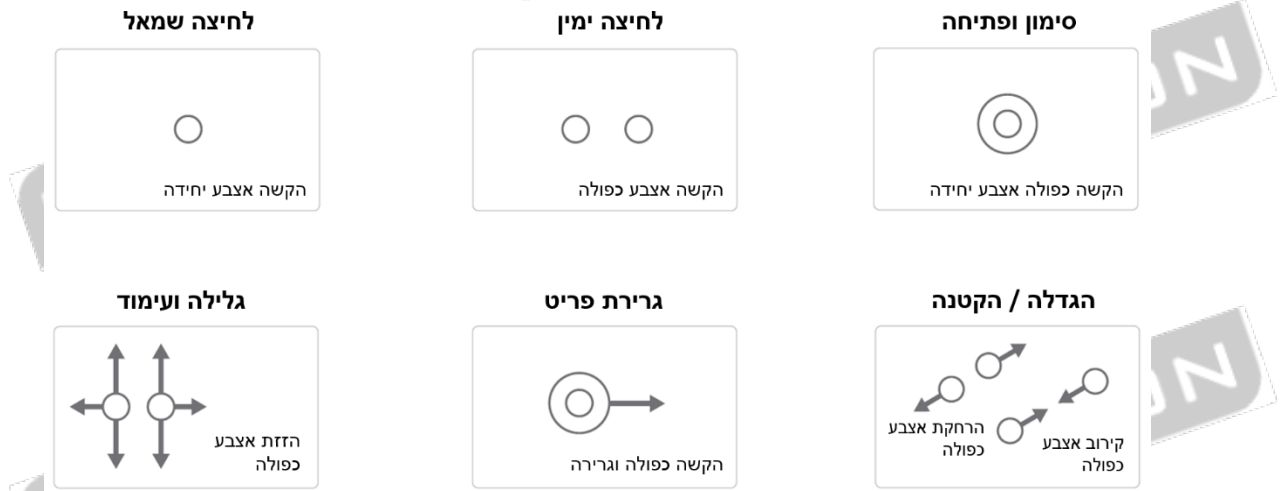 סימון ופתיחה
הקשה כפולה אצבע יחידה
לחיצה ימין
הקשה אצבע כפולה
לחיצה שמאל
הקשה אצבע יחידה
הגדלה / הקטנה
קירוב אצבע
כפולה
הרחקת אצבע
כפולה
גרירת פריט
הקשה כפולה וגרירה
גלילה ועימוד
הזזת אצבע
כפולה